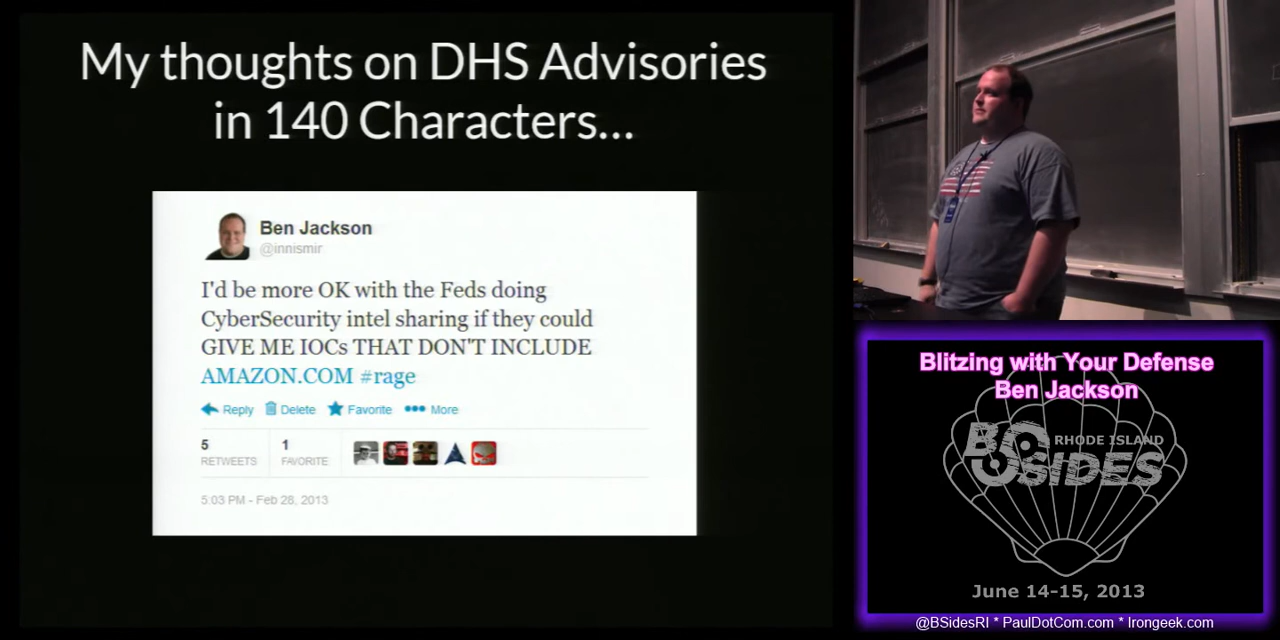 My thoughts on DHS Advisories
in 140 Characters...
Ben Jackson
@innismir
I'd be more OK with the Feds doing
CyberSecurity intel sharing if they could
GIVE ME IOCs THAT DON'T INCLUDE
AMAZON.COM #rage
Reply Delete Favorite More
5 1
RETWEETS FAVORITE
5:03 PM - Feb 28, 2013
Blitzing with Your Defense
Ben Jackson
BSIDES
RHODE ISLAND
June 14-15, 2013
@BSidesRI * PaulDotCom.com * Irongeek.com